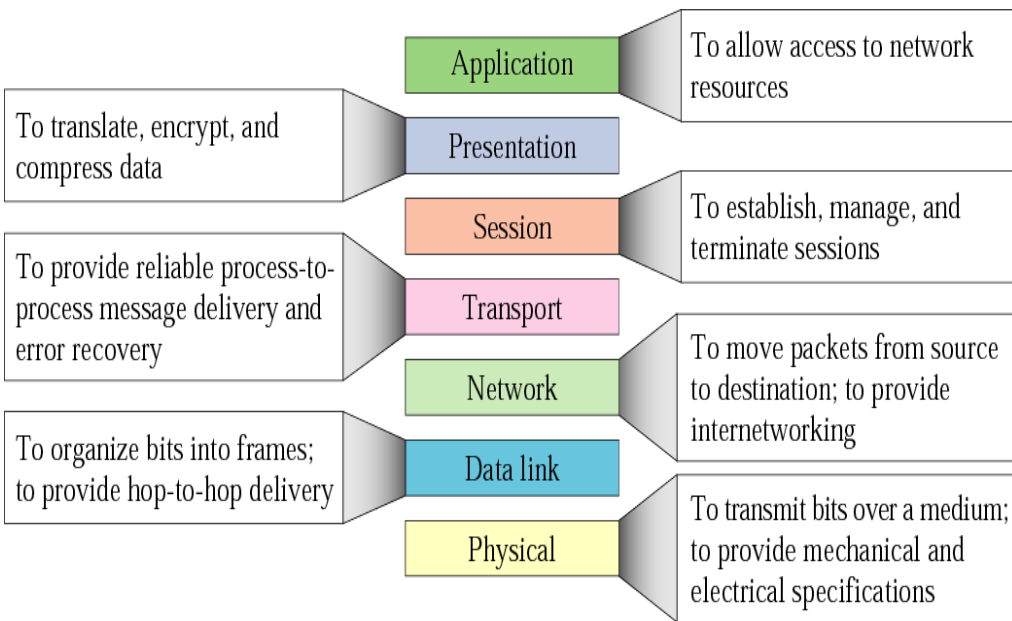 Application
To allow access to network
resources
To translate, encrypt, and
compress data
Presentation
Session
To establish, manage, and
terminate sessions
To provide reliable process-to-
process message delivery and
error recovery
Transport
Network
To move packets from source
to destination; to provide
internetworking
To organize bits into frames;
to provide hop-to-hop delivery
Data link
Physical
To transmit bits over a medium;
to provide mechanical and
electrical specifications